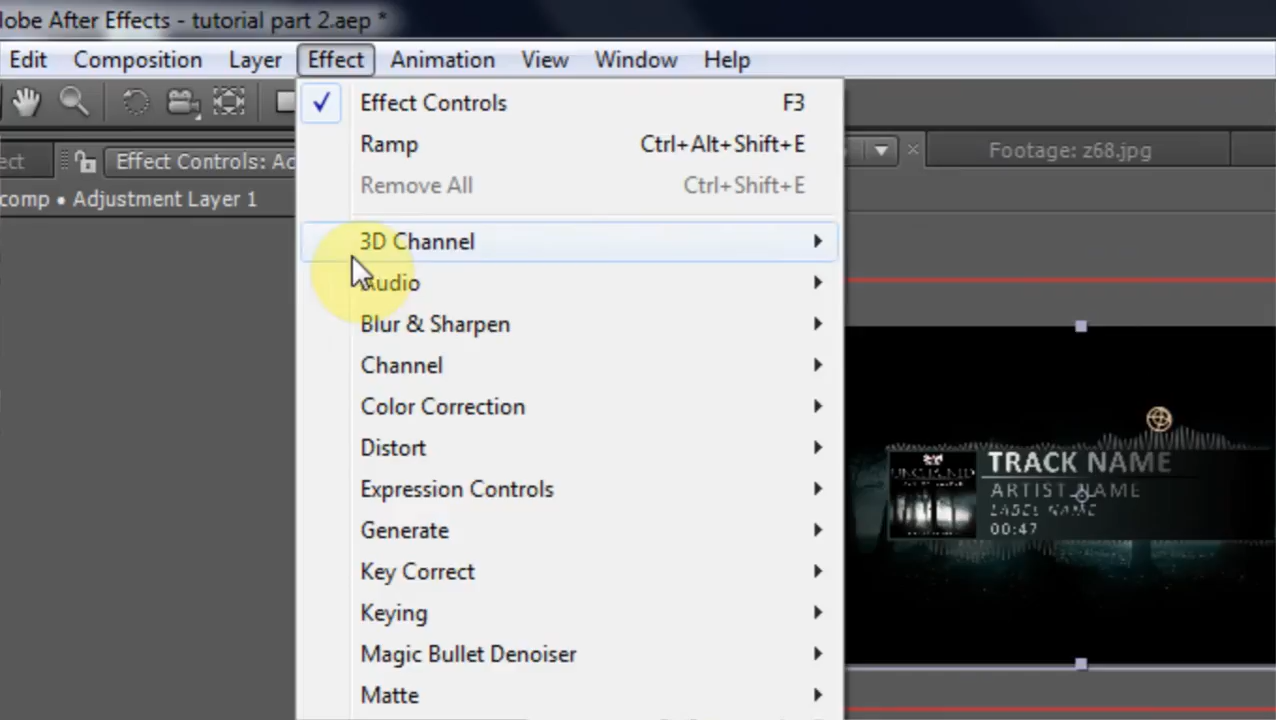 obe After Effects - tutorial part 2.aep *
Edit Composition Layer Effect Animation View Window Help
ect Effect Controls: Ad Footage: z68.jpg
comp • Adjustment Layer 1
Effect Controls F3
Ramp Ctrl+Alt+Shift+E
Remove All Ctrl+Shift+E
3D Channel
Audio
Blur & Sharpen
Channel
Color Correction
Distort
Expression Controls
Generate
Key Correct
Keying
Magic Bullet Denoiser
Matte
TRACK NAME
ARTIST NAME
LABEL NAME
00:47